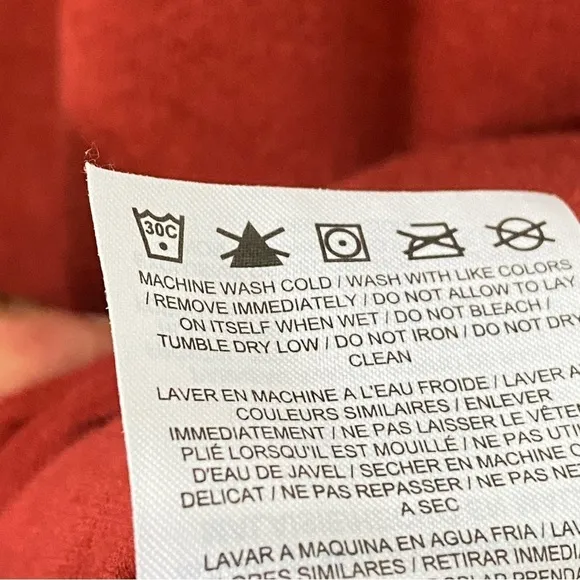 30C
MACHINE WASH COLD / WASH WITH LIKE COLORS
/ REMOVE IMMEDIATELY / DO NOT ALLOW TO LAY
ON ITSELF WHEN WET / DO NOT BLEACH /
TUMBLE DRY LOW / DO NOT IRON / DO NOT DRY
CLEAN
LAVER EN MACHINE A L'EAU FROIDE / LAVER A
COULEURS SIMILAIRES / ENLEVER
IMMEDIATEMENT / NE PAS LAISSER LE VÊTE
PLIÉ LORSQU'IL EST MOUILLÉ / NE PAS UTIL
D'EAU DE JAVEL / SECHER EN MACHINE C
DELICAT / NE PAS REPASSER / NE PAS NE
A SEC
LAVAR A MAQUINA EN AGUA FRIA / LAV
ORES SIMILARES / RETIRAR INMEDIA